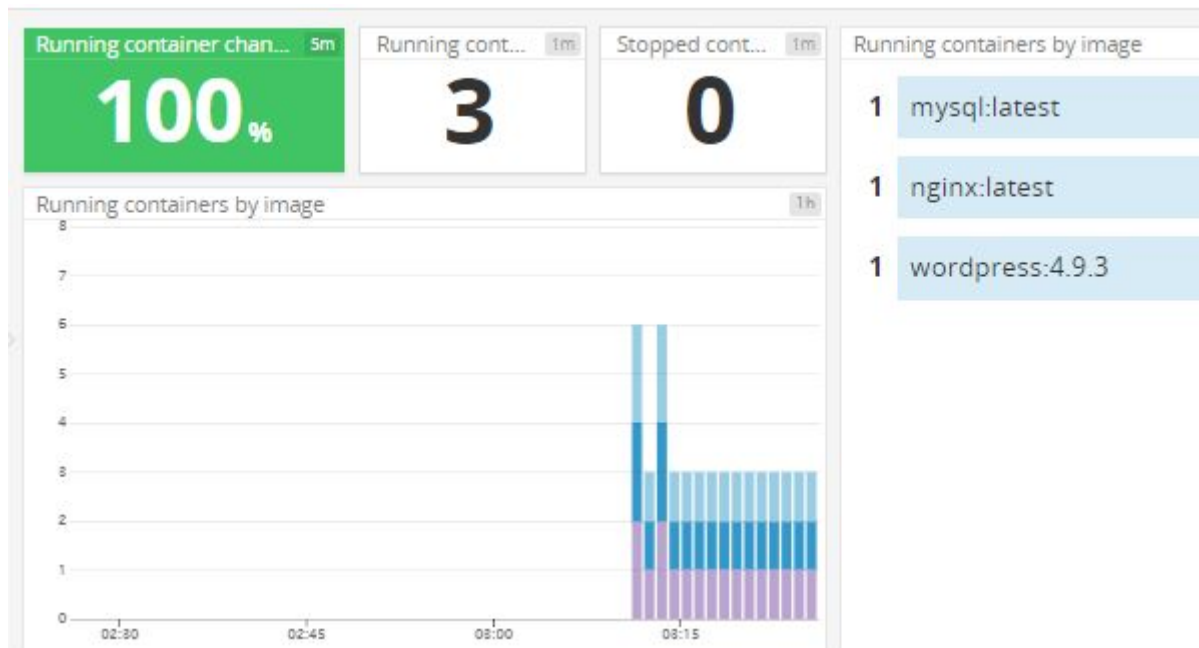 Running container chan... 5m
100%
Running cont... 1m
3
Stopped cont... 1m
0
Running containers by image 1h
8
7
6
5
4
3
2
1
0
02:30 02:45 03:00 03:15
Running containers by image
1 mysql:latest
1 nginx:latest
1 wordpress:4.9.3